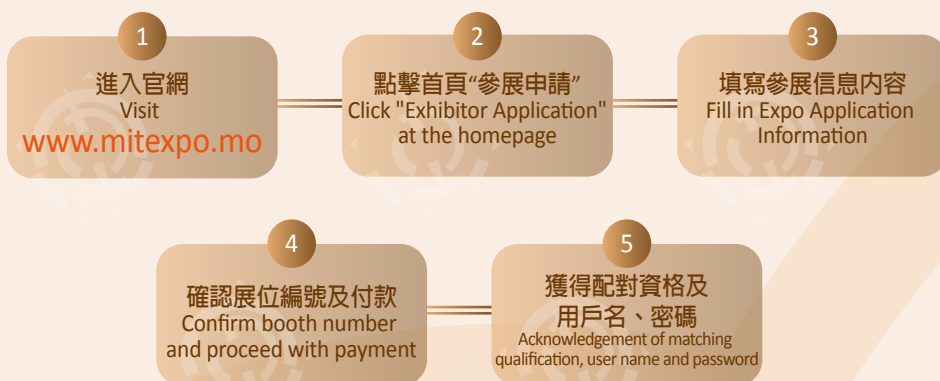 1
進入官網
Visit
www.mitexpo.mo
2
點擊首頁“參展申請”
Click "Exhibitor Application"
at the homepage
3
填寫參展信息內容
Fill in Expo Application
Information
4
確認展位編號及付款
Confirm booth number
and proceed with payment
5
獲得配對資格及
用戶名、密碼
Acknowledgement of matching
qualification, user name and password